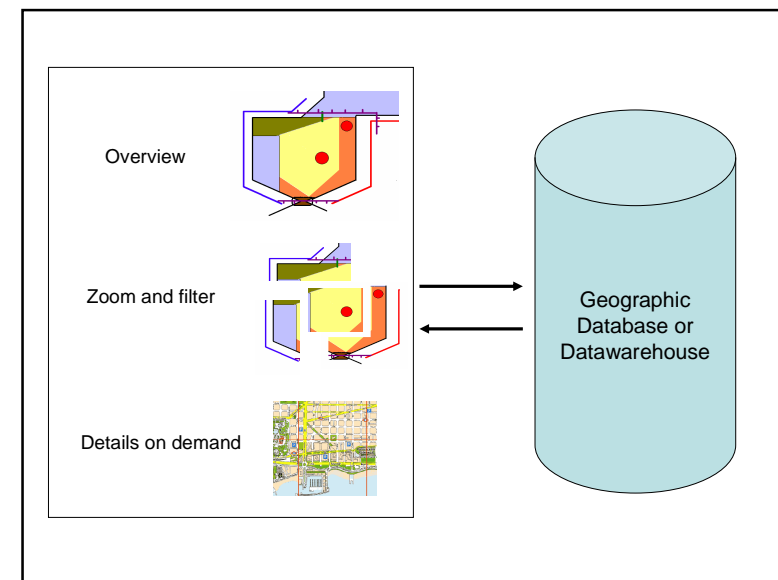 Overview
Zoom and filter
Details on demand
Geographic
Database or
Datawarehouse